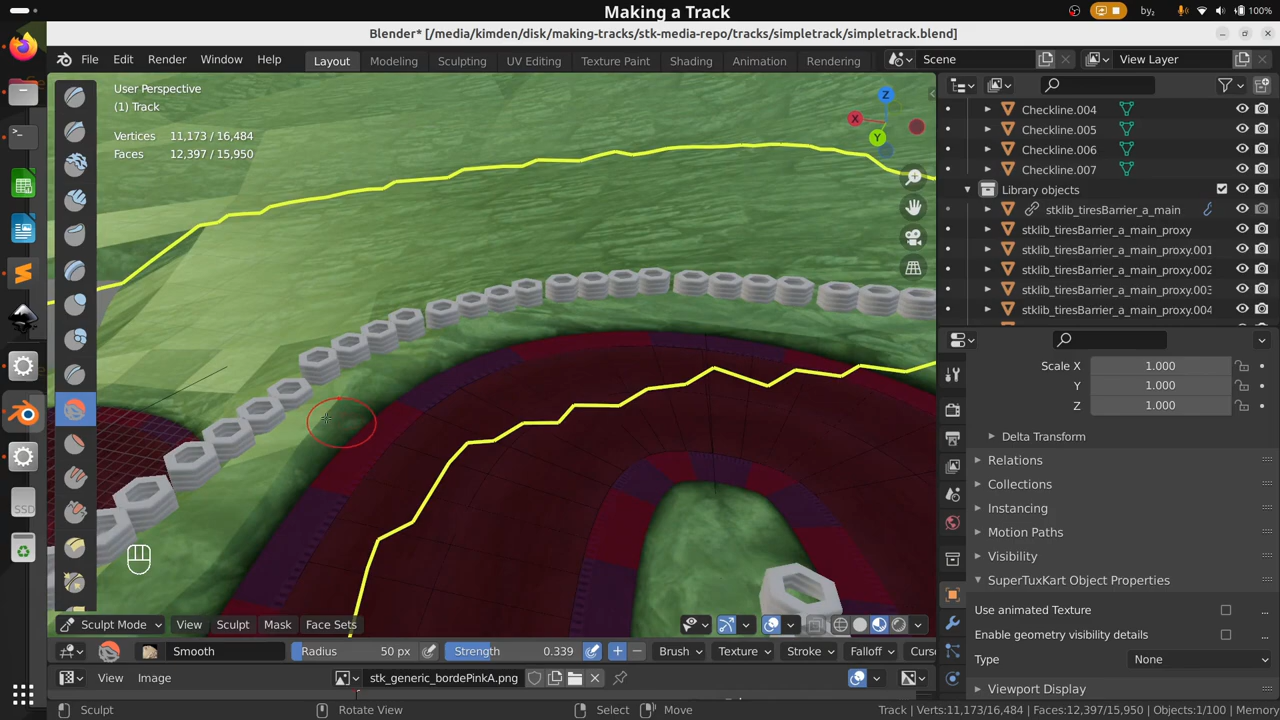 Making a Track
by₂
100%
Blender* [/media/kimden/disk/making-tracks/stk-media-repo/tracks/simpletrack/simpletrack.blend]
File Edit Render Window Help Layout Modeling Sculpting UV Editing Texture Paint Shading Animation Rendering Scene View Layer
User Perspective
(1) Track
Vertices 11,173 / 16,484
Faces 12,397 / 15,950
Z
X
Y
Checkline.004
Checkline.005
Checkline.006
Checkline.007
Library objects
stklib_tiresBarrier_a_main
stklib_tiresBarrier_a_main_proxy
stklib_tiresBarrier_a_main_proxy.001
stklib_tiresBarrier_a_main_proxy.002
stklib_tiresBarrier_a_main_proxy.003
stklib_tiresBarrier_a_main_proxy.004
Scale X 1.000
Y 1.000
Z 1.000
Delta Transform
Relations
Collections
Instancing
Motion Paths
Visibility
SuperTuxKart Object Properties
Use animated Texture ...
Enable geometry visibility details ...
Type None ...
Viewport Display
SSD
Sculpt Mode View Sculpt Mask Face Sets
Smooth Radius 50 px Strength 0.339 Brush Texture Stroke Falloff Curso
View Image stk_generic_bordePinkA.png
Sculpt Rotate View Select Move Track | Verts:11,173/16,484 | Faces:12,397/15,950 | Objects:1/100 | Memory